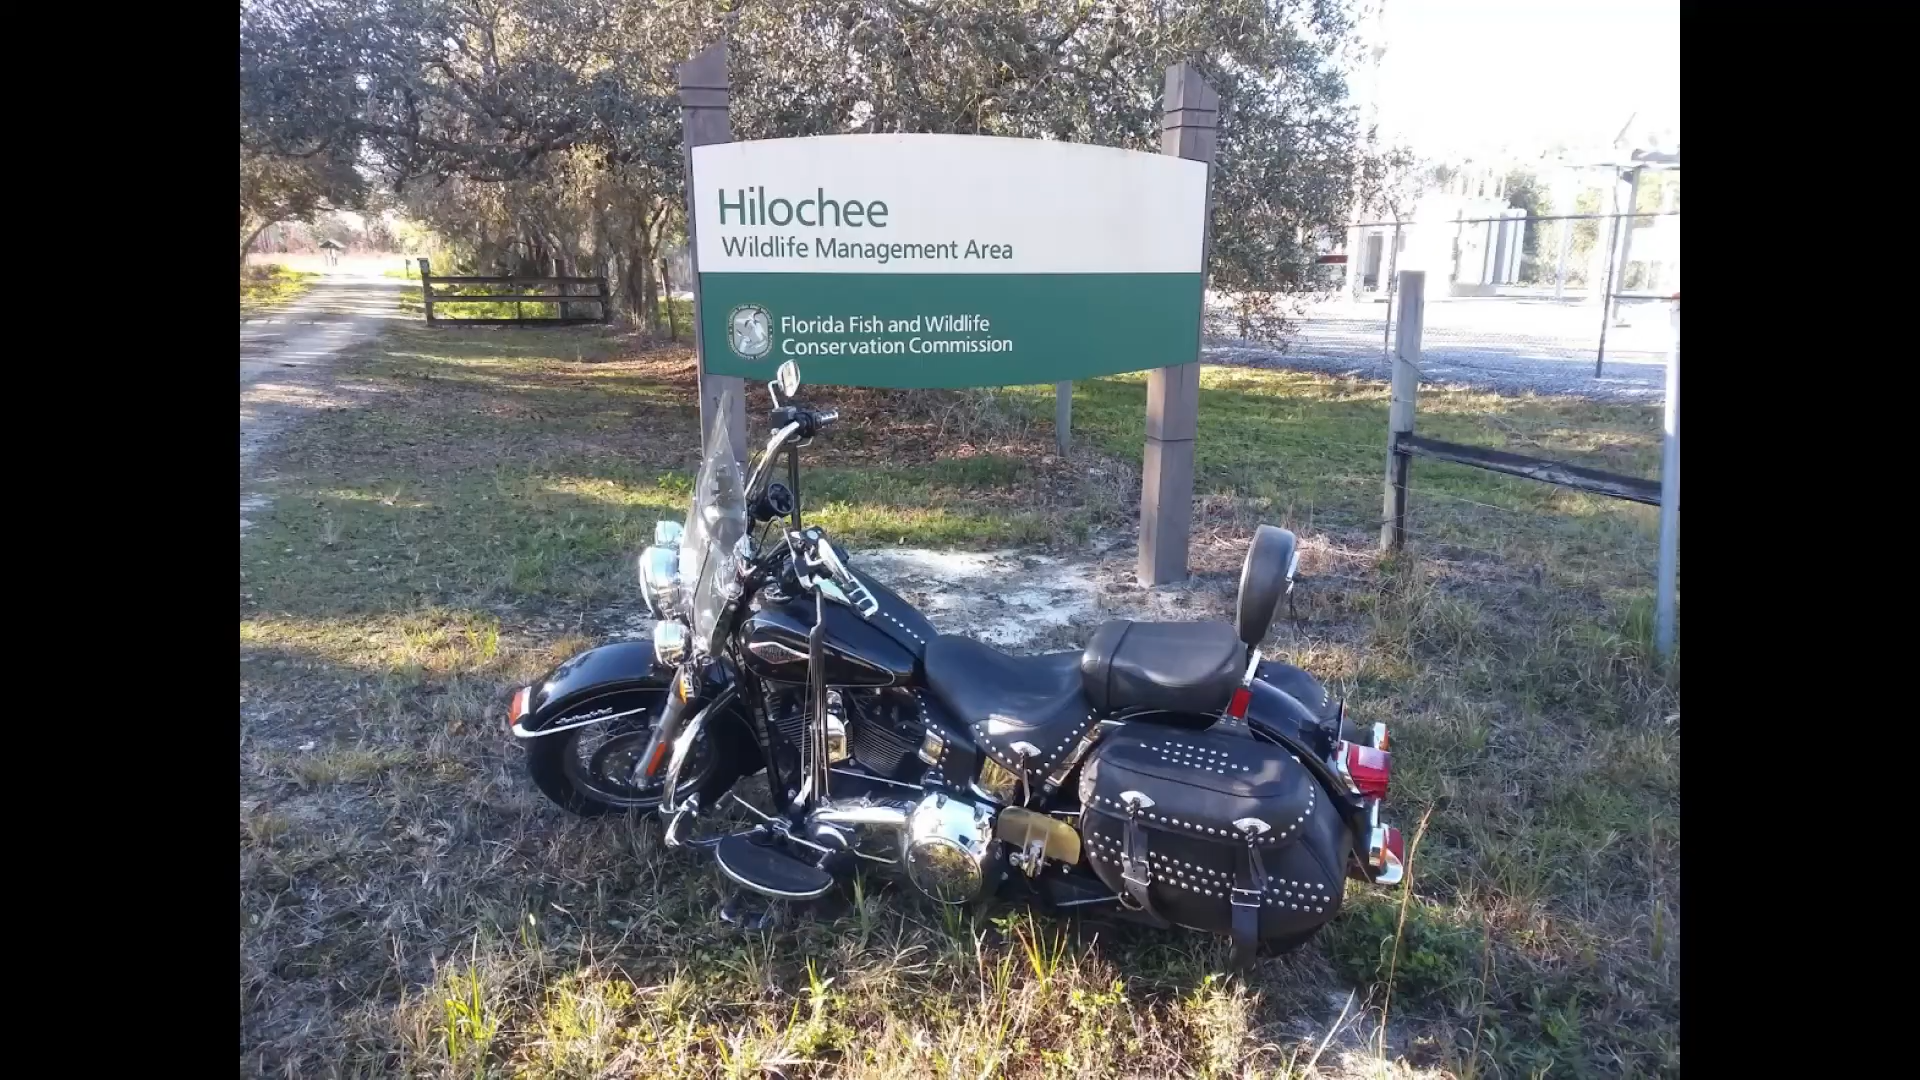 Hilochee
Wildlife Management Area
Florida Fish and Wildlife
Conservation Commission